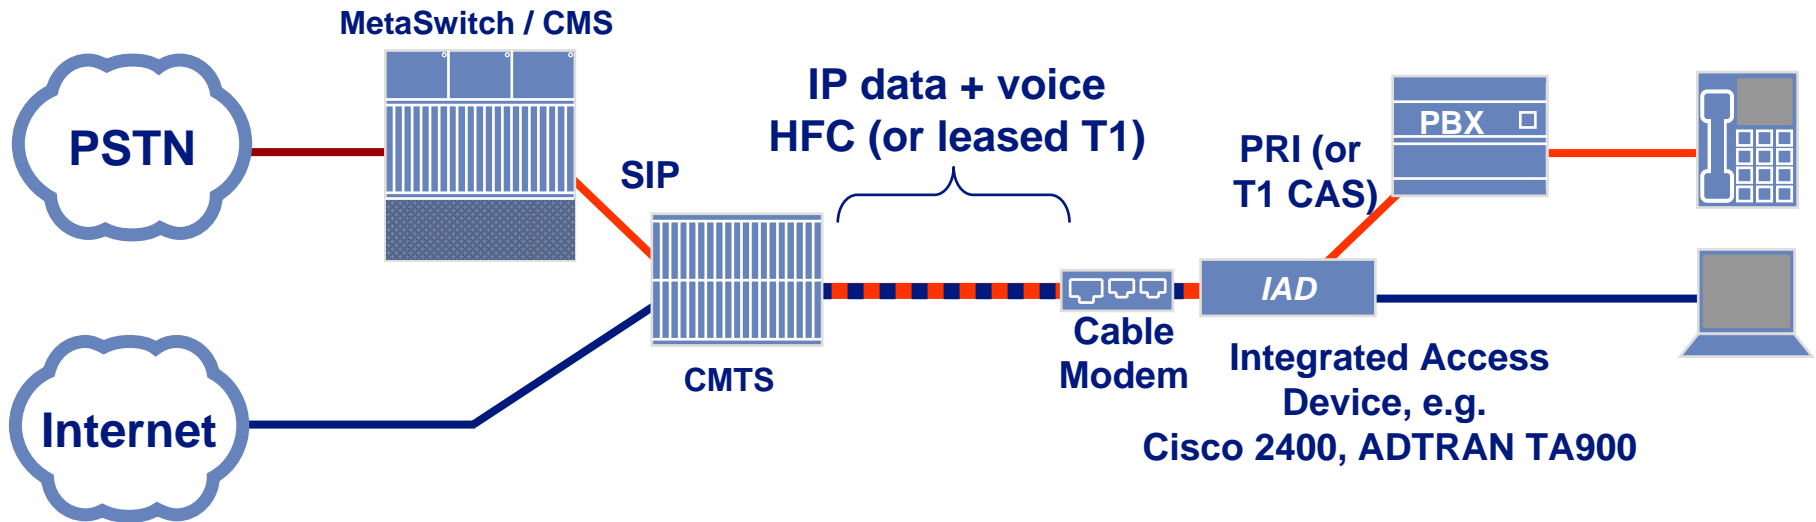 MetaSwitch / CMS
PSTN
SIP
IP data + voice
HFC (or leased T1)
PRI (or
T1 CAS)
PBX
Internet
CMTS
Cable
Modem
IAD
Integrated Access
Device, e.g.
Cisco 2400, ADTRAN TA900